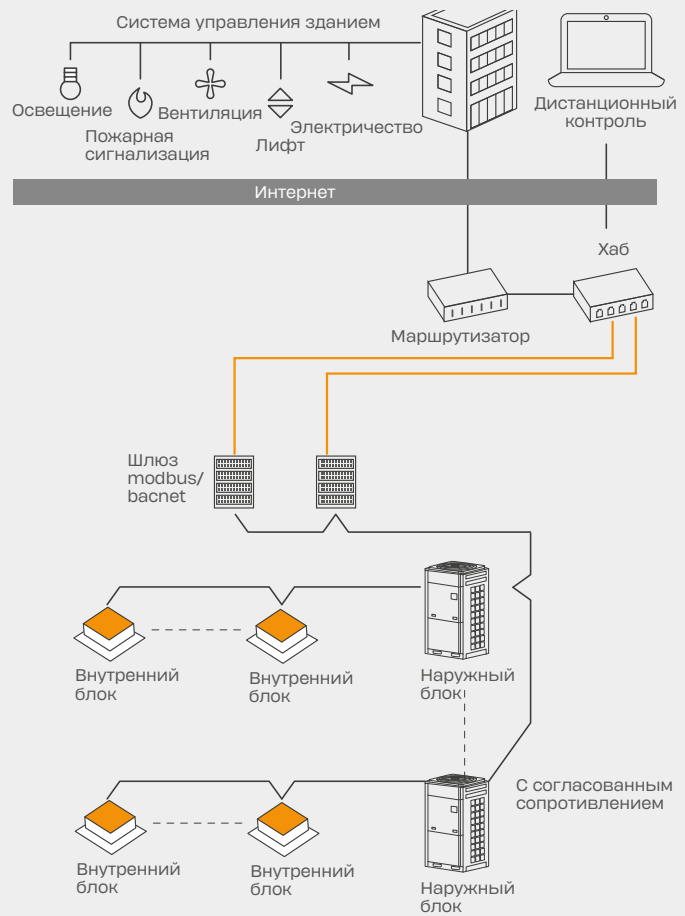 Система управления зданием
Освещение
Пожарная
сигнализация
Вентиляция
Лифт
Электричество
Дистанционный
контроль
Интернет
Хаб
Маршрутизатор
Шлюз
modbus/
bacnet
Внутренний
блок
Внутренний
блок
Наружный
блок
С согласованным
сопротивлением
Внутренний
блок
Внутренний
блок
Наружный
блок